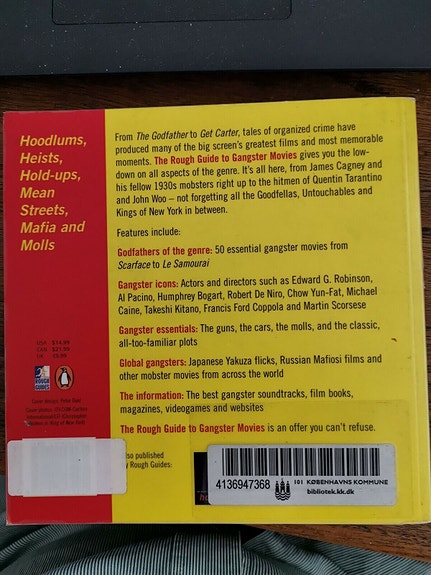 Hoodlums,
Heists,
Hold-ups,
Mean
Streets,
Mafia and
Molls
From The Godfather to Get Carter, tales of organized crime have
produced many of the big screen's greatest films and most memorable
moments. The Rough Guide to Gangster Movies gives you the low-
down on all aspects of the genre. It's all here, from James Cagney and
his fellow 1930s mobsters right up to the hitmen of Quentin Tarantino
and John Woo – not forgetting all the Goodfellas, Untouchables and
Kings of New York in between.
Features include:
Godfathers of the genre: 50 essential gangster movies from
Scarface to Le Samourai
Gangster icons: Actors and directors such as Edward G. Robinson,
Al Pacino, Humphrey Bogart, Robert De Niro, Chow Yun-Fat, Michael
Caine, Takeshi Kitano, Francis Ford Coppola and Martin Scorsese
Gangster essentials: The guns, the cars, the molls, and the classic,
all-too-familiar plots
Global gangsters: Japanese Yakuza flicks, Russian Mafiosi films and
other mobster movies from across the world
The information: The best gangster soundtracks, film books,
magazines, videogames and websites
The Rough Guide to Gangster Movies is an offer you can't refuse.
USA $14.99
CAN $21.99
UK
ROUGH
GUIDES
Cover design:
also published
by Rough Guides:
4136947368
101 KØBENHAVNS KOMMUNE
bibliotek.kk.dk